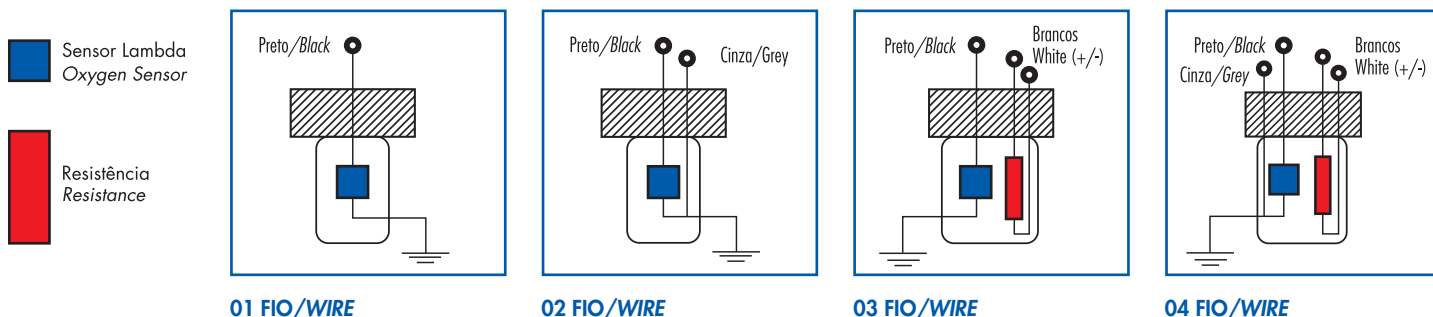 Sensor Lambda
Oxygen Sensor
Resistência
Resistance
Preto/Black
01 FIO/WIRE
Preto/Black
Cinza/Grey
02 FIO/WIRE
Preto/Black
Brancos
White (+/-)
03 FIO/WIRE
Preto/Black
Cinza/Grey
Brancos
White (+/-)
04 FIO/WIRE